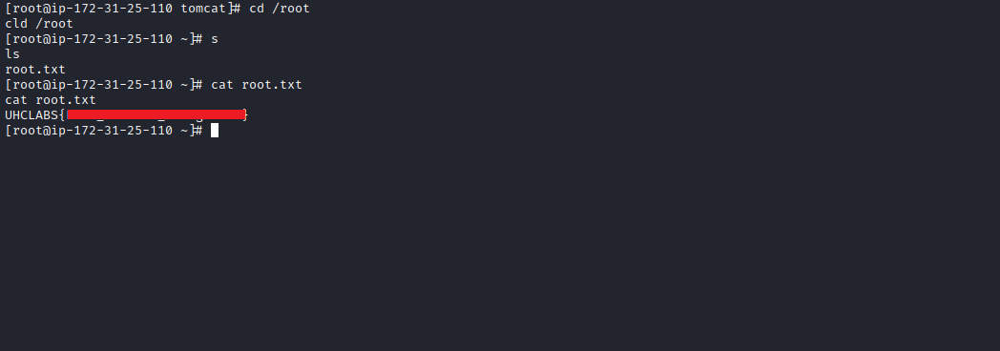 [root@ip-172-31-25-110 tomcat]# cd /root
cld /root
[root@ip-172-31-25-110 ~]# s
ls
root.txt
[root@ip-172-31-25-110 ~]# cat root.txt
cat root.txt
UHCLABS{ }
[root@ip-172-31-25-110 ~]#